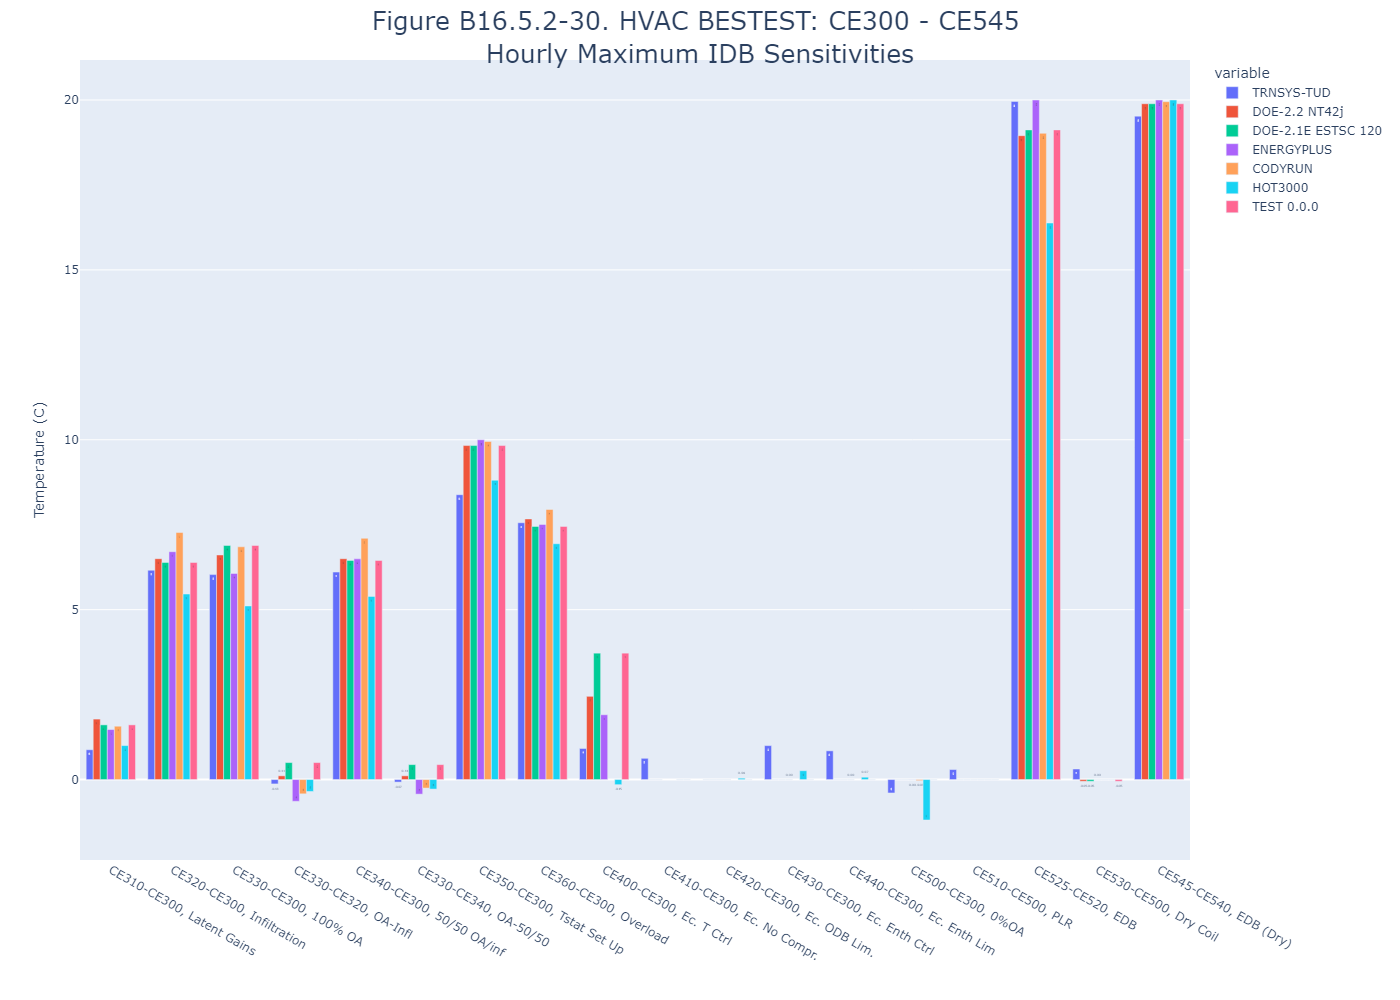 Figure B16.5.2-30. HVAC BESTEST: CE300 - CE545
Hourly Maximum IDB Sensitivities
variable
TRNSYS-TUD
DOE-2.2 NT42j
DOE-2.1E ESTSC 120
ENERGYPLUS
CODYRUN
HOT3000
TEST 0.0.0
Temperature (C)
20
15
10
5
0
CE310-CE300, Latent Gains
CE320-CE300, Infiltration
CE330-CE300, 100% OA
CE330-CE320, OA-Infl
CE340-CE300, 50/50 OA/inf
CE330-CE340, OA-50/50
CE350-CE300, Tstat Set Up
CE360-CE300, Overload
CE400-CE300, Ec. T Ctrl
CE410-CE300, Ec. No Compr.
CE420-CE300, Ec. ODB Lim.
CE430-CE300, Ec. Enth Ctrl
CE440-CE300, Ec. Enth Lim
CE500-CE300, 0%OA
CE510-CE500, PLR
CE525-CE520, EDB
CE530-CE500, Dry Coil
CE545-CE540, EDB (Dry)